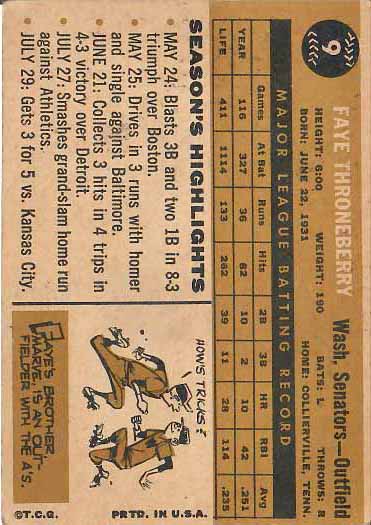 9
FAYE THRONEBERRY
Wash. Senators—Outfield
HEIGHT: 6:00 WEIGHT: 190 BATS: L THROWS: R
BORN: JUNE 22, 1931 HOME: COLLIERVILLE, TENN.
MAJOR LEAGUE BATTING RECORD
Games At Bat Runs Hits 2B 3B HR RBI Avg
YEAR 116 327 36 82 10 2 10 42 .251
LIFE 411 1114 133 262 39 11 28 114 .235
SEASON'S HIGHLIGHTS
MAY 24: Blasts 3B and two 1B in 8-3
triumph over Boston.
MAY 25: Drives in 3 runs with homer
and single against Baltimore.
JUNE 21: Collects 3 hits in 4 trips in
4-3 victory over Detroit.
JULY 27: Smashes grand-slam home run
against Athletics.
JULY 29: Gets 3 for 5 vs. Kansas City.
HOW'S TRICKS?
FAYE'S BROTHER,
MARVE, IS AN OUT-
FIELDER WITH THE A'S.
©T.C.G. PRTD. IN U.S.A.